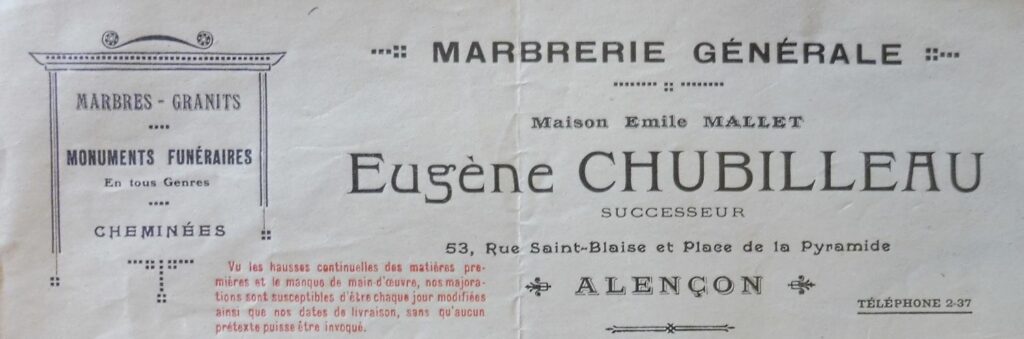 MARBRES - GRANITS
MONUMENTS FUNÉRAIRES
En tous Genres
CHEMINÉES
MARBRERIE GÉNÉRALE
Maison Emile MALLET
Eugène CHUBILLEAU
SUCCESSEUR
53, Rue Saint-Blaise et Place de la Pyramide
ALENÇON
TÉLÉPHONE 2-37
Vu les hausses continuelles des matières pre-
mières et le manque de main-d'œuvre, nos majora-
tions sont susceptibles d'être chaque jour modifiées
ainsi que nos dates de livraison, sans qu'aucun
prétexte puisse être invoqué.